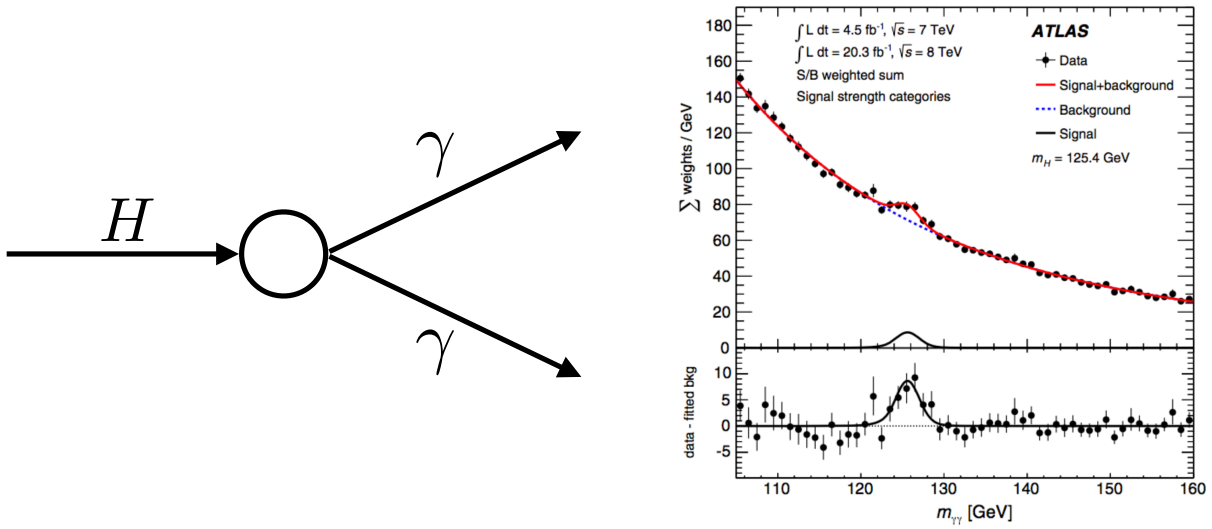 H
γ
γ
∫ L dt = 4.5 fb⁻¹, √s = 7 TeV
∫ L dt = 20.3 fb⁻¹, √s = 8 TeV
S/B weighted sum
Signal strength categories
ATLAS
Data
Signal+background
Background
Signal
m_H = 125.4 GeV
∑ weights / GeV
180
160
140
120
100
80
60
40
20
0
data - fitted bkg
10
5
0
-5
110 120 130 140 150 160
m_γγ [GeV]